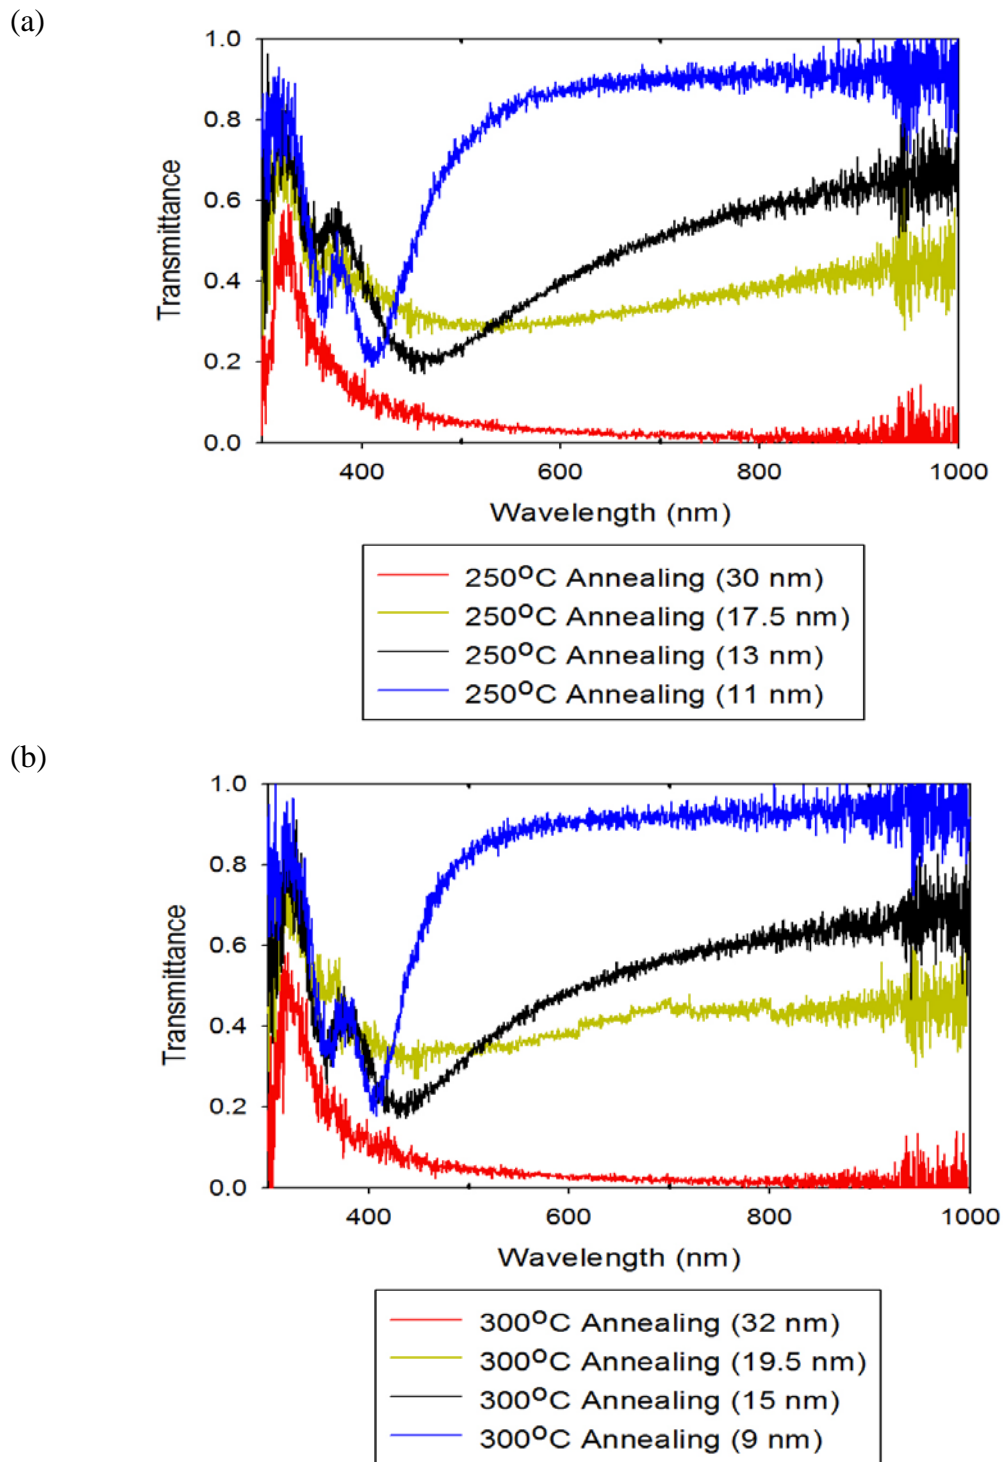 (a)
1.0
0.8
0.6
0.4
0.2
0.0
Transmittance
400 600 800 1000
Wavelength (nm)
250ºC Annealing (30 nm)
250ºC Annealing (17.5 nm)
250ºC Annealing (13 nm)
250ºC Annealing (11 nm)
(b)
1.0
0.8
0.6
0.4
0.2
0.0
Transmittance
400 600 800 1000
Wavelength (nm)
300ºC Annealing (32 nm)
300ºC Annealing (19.5 nm)
300ºC Annealing (15 nm)
300ºC Annealing (9 nm)